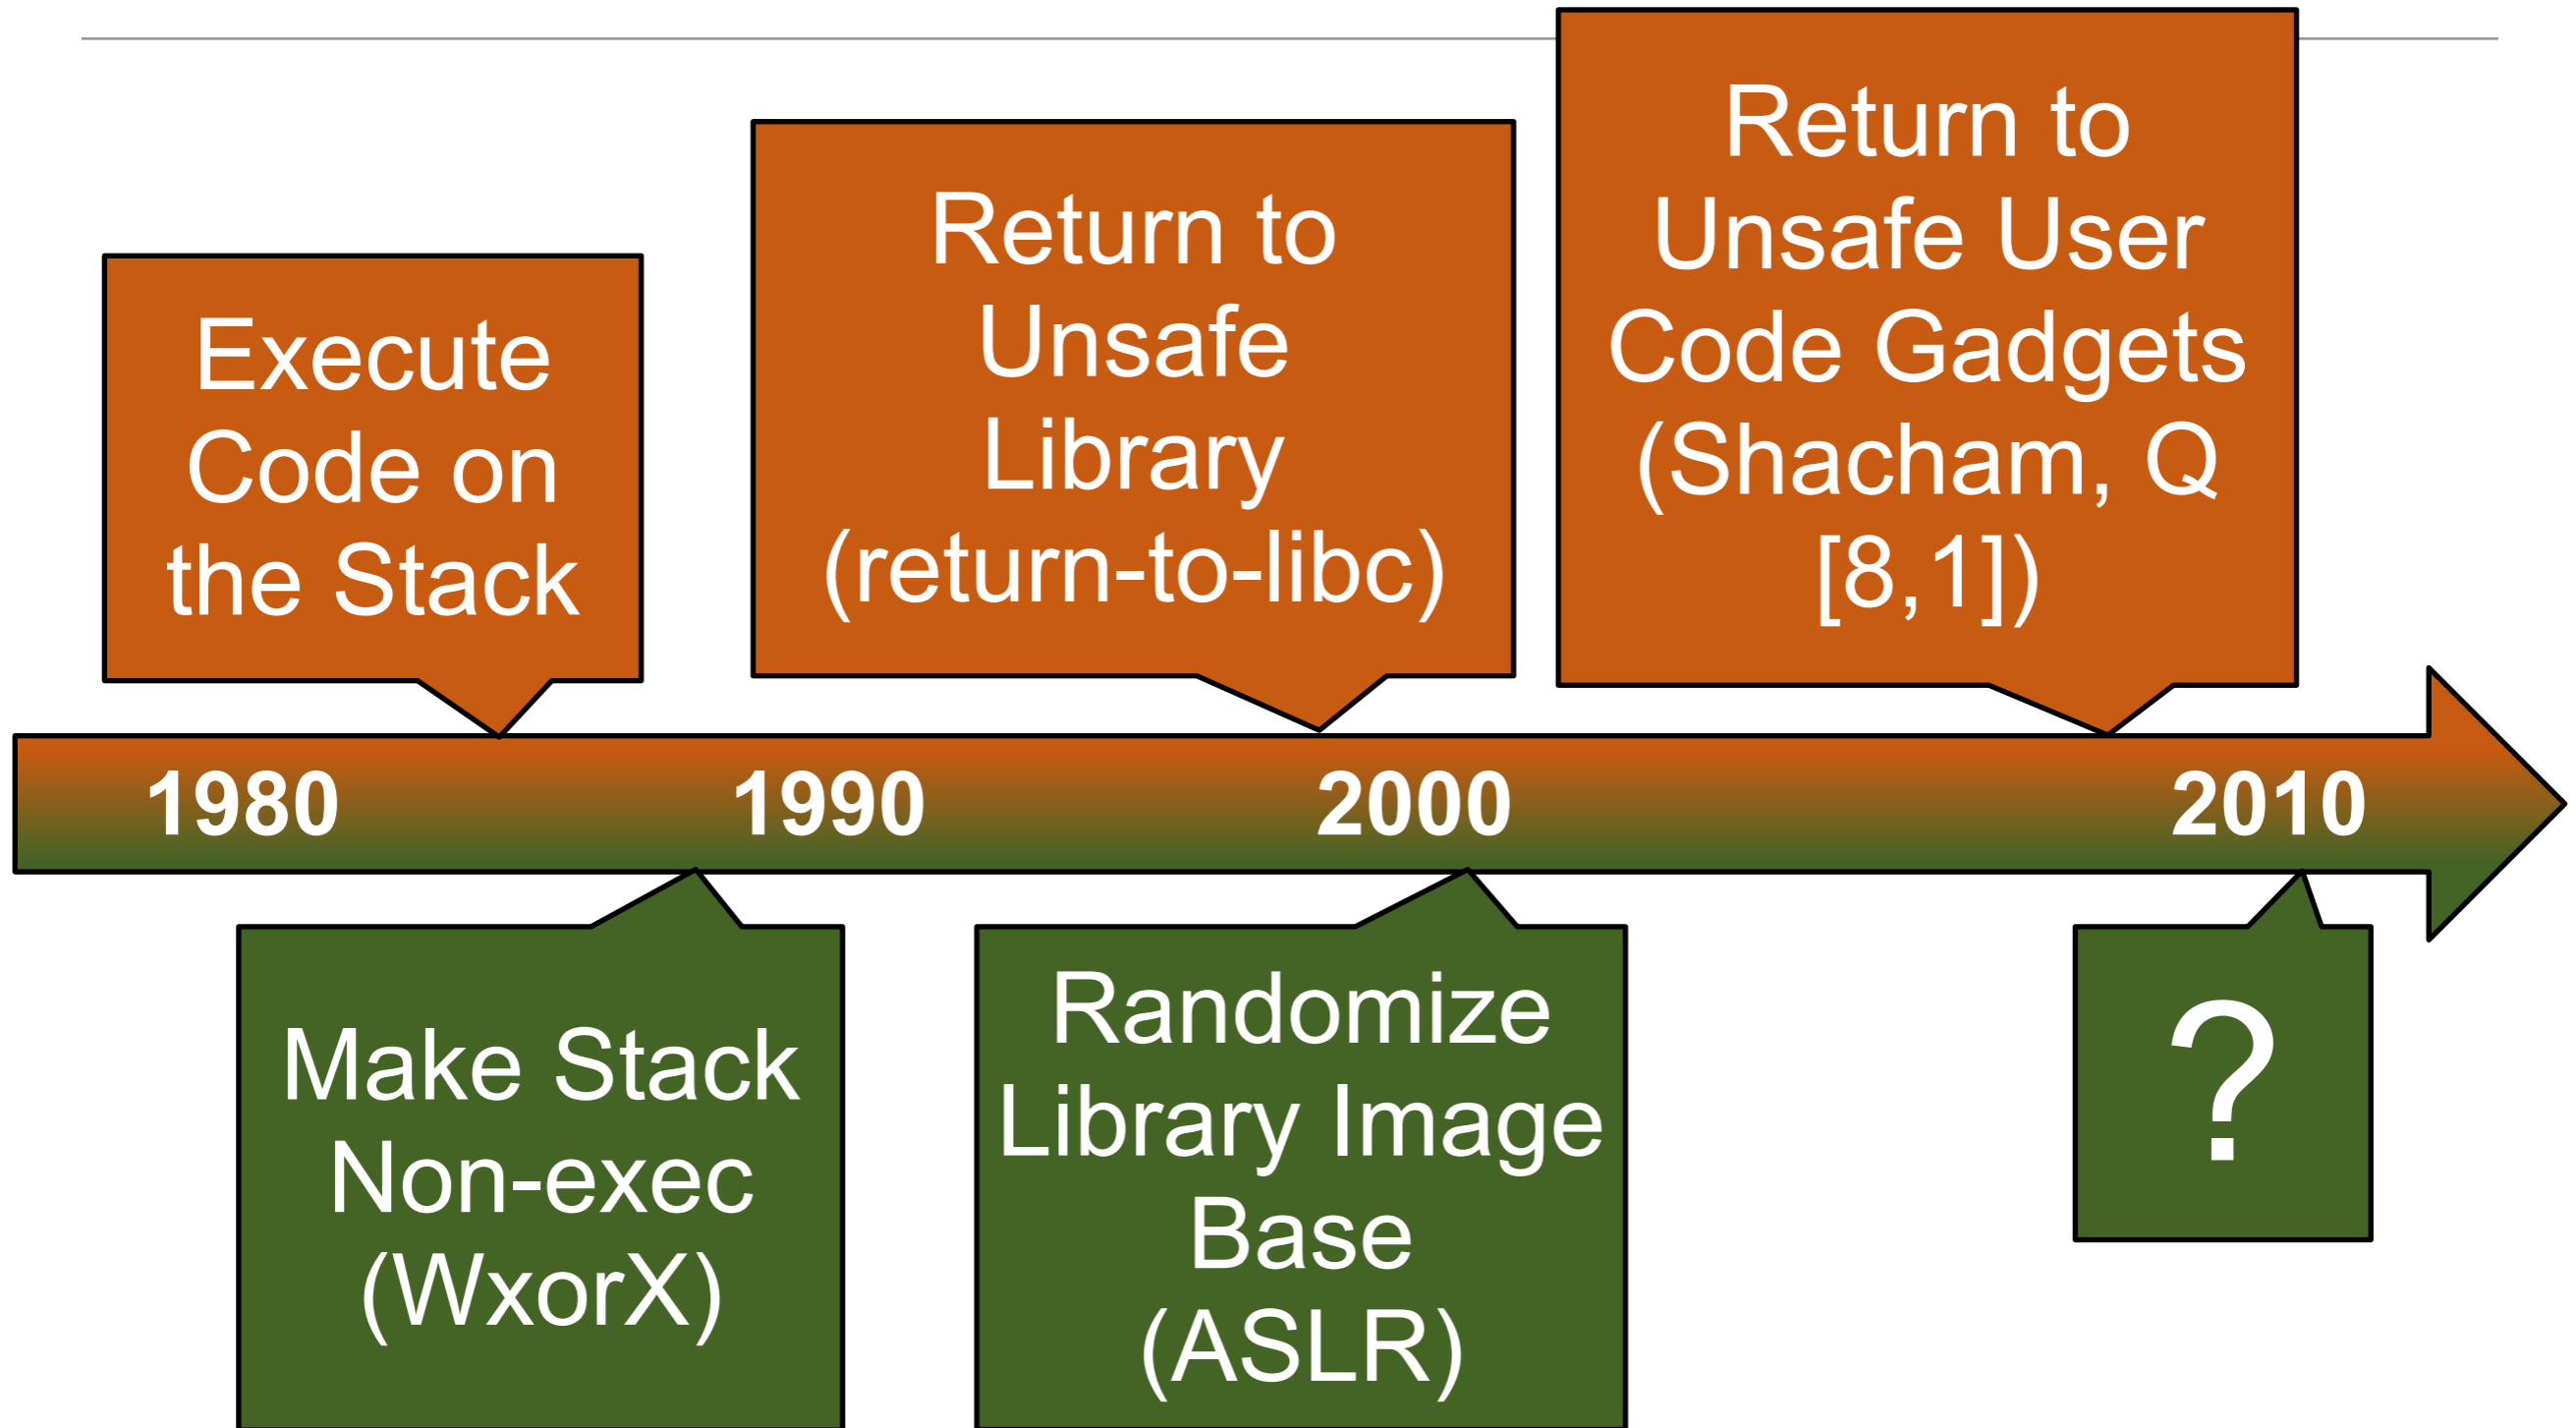 Execute
Code on
the Stack
Return to
Unsafe
Library
(return-to-libc)
Return to
Unsafe User
Code Gadgets
(Shacham, Q
[8,1])
1980
1990
2000
2010
Make Stack
Non-exec
(WxorX)
Randomize
Library Image
Base
(ASLR)
?